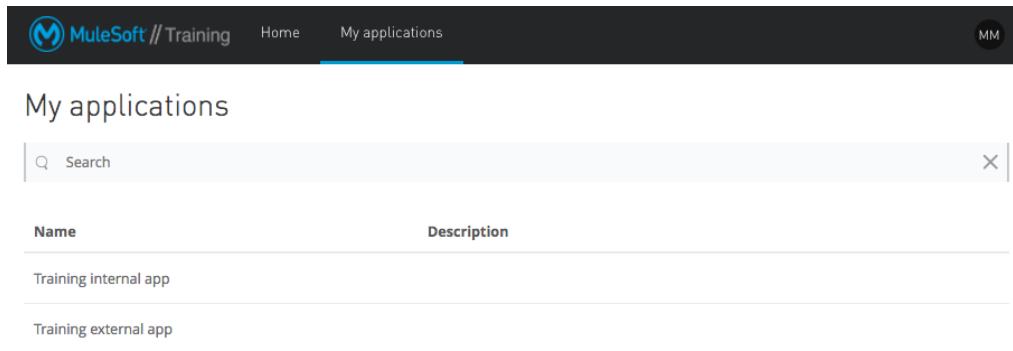 MuleSoft // Training Home My applications MM
My applications
Search
Name Description
Training internal app
Training external app